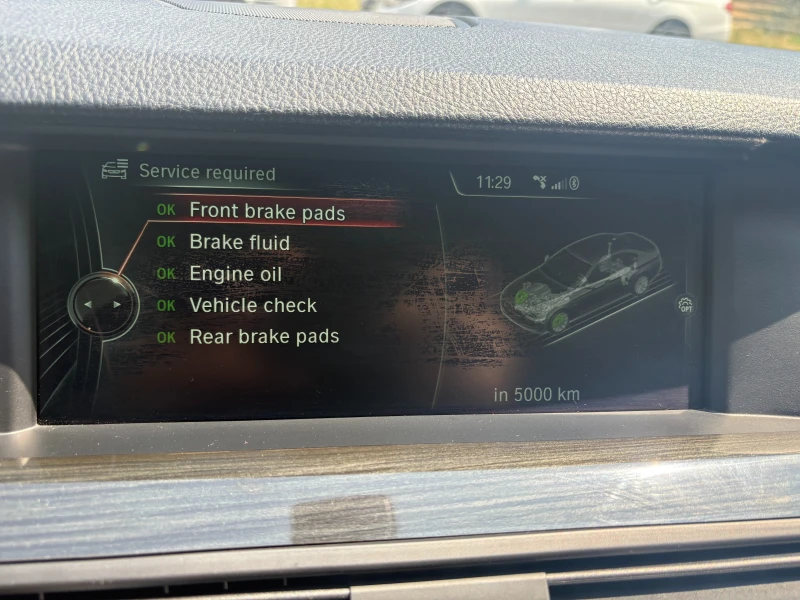 Service required
11:29
OK Front brake pads
OK Brake fluid
OK Engine oil
OK Vehicle check
OK Rear brake pads
OPT
in 5000 km